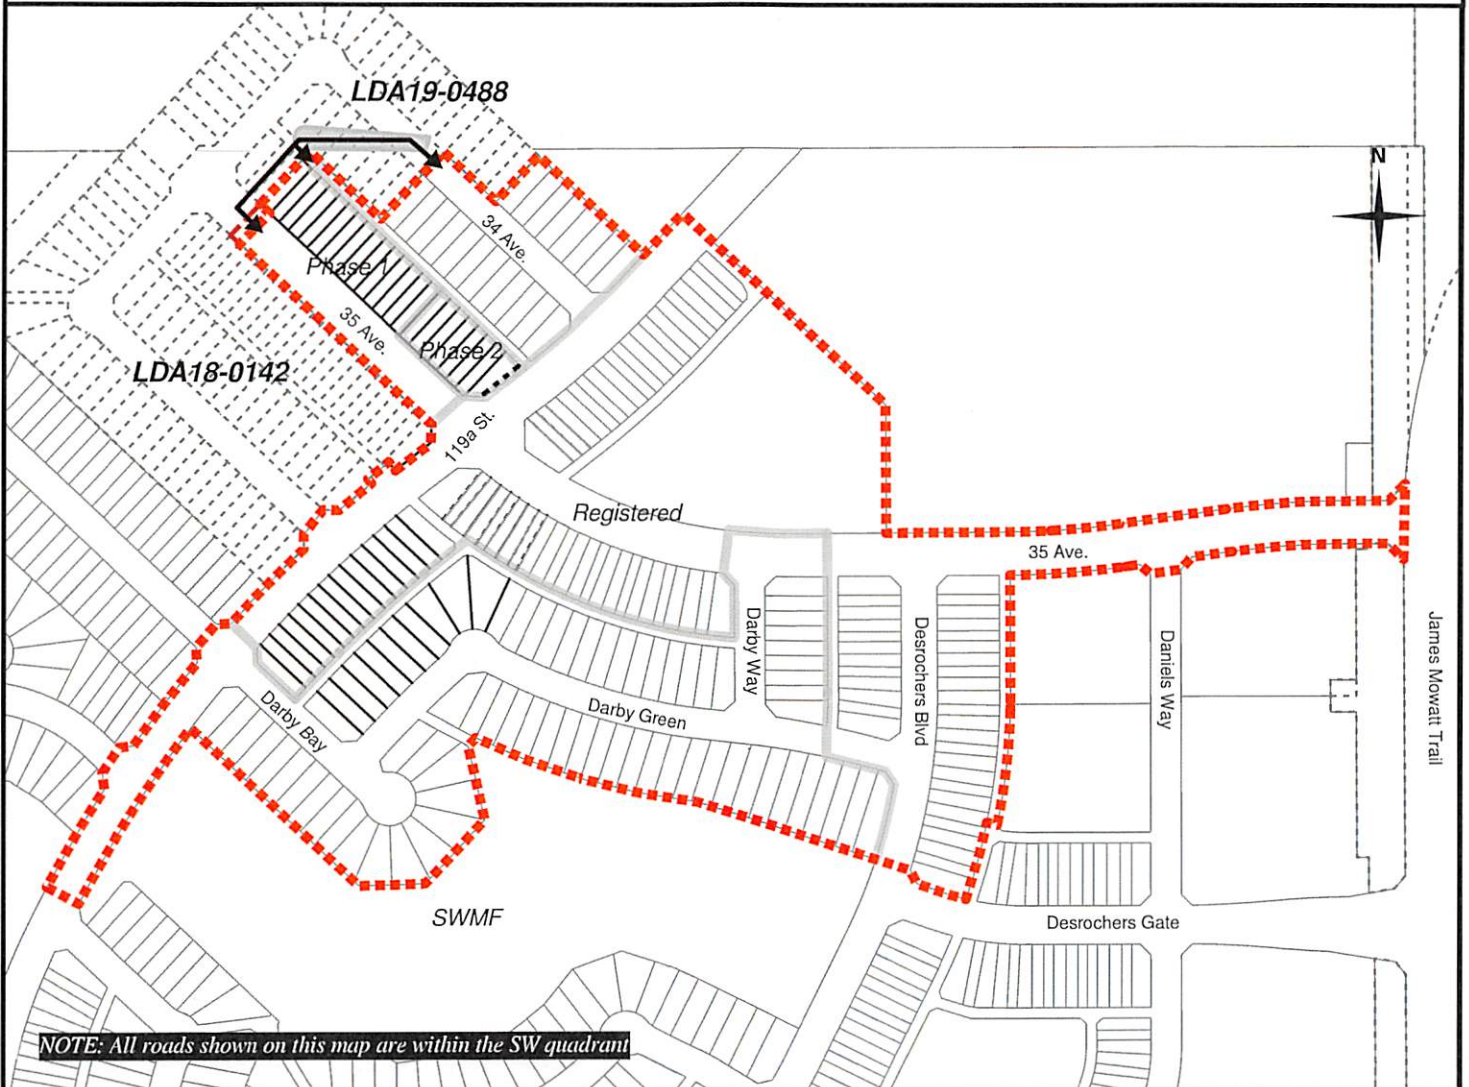 LDA19-0488
N
34 Ave.
Phase 1
35 Ave.
Phase 2
LDA18-0142
119a St.
Registered
35 Ave.
Darby Way
Desrochers Blvd
Daniels Way
James Mowatt Trail
Darby Bay
Darby Green
SWMF
Desrochers Gate
NOTE: All roads shown on this map are within the SW quadrant